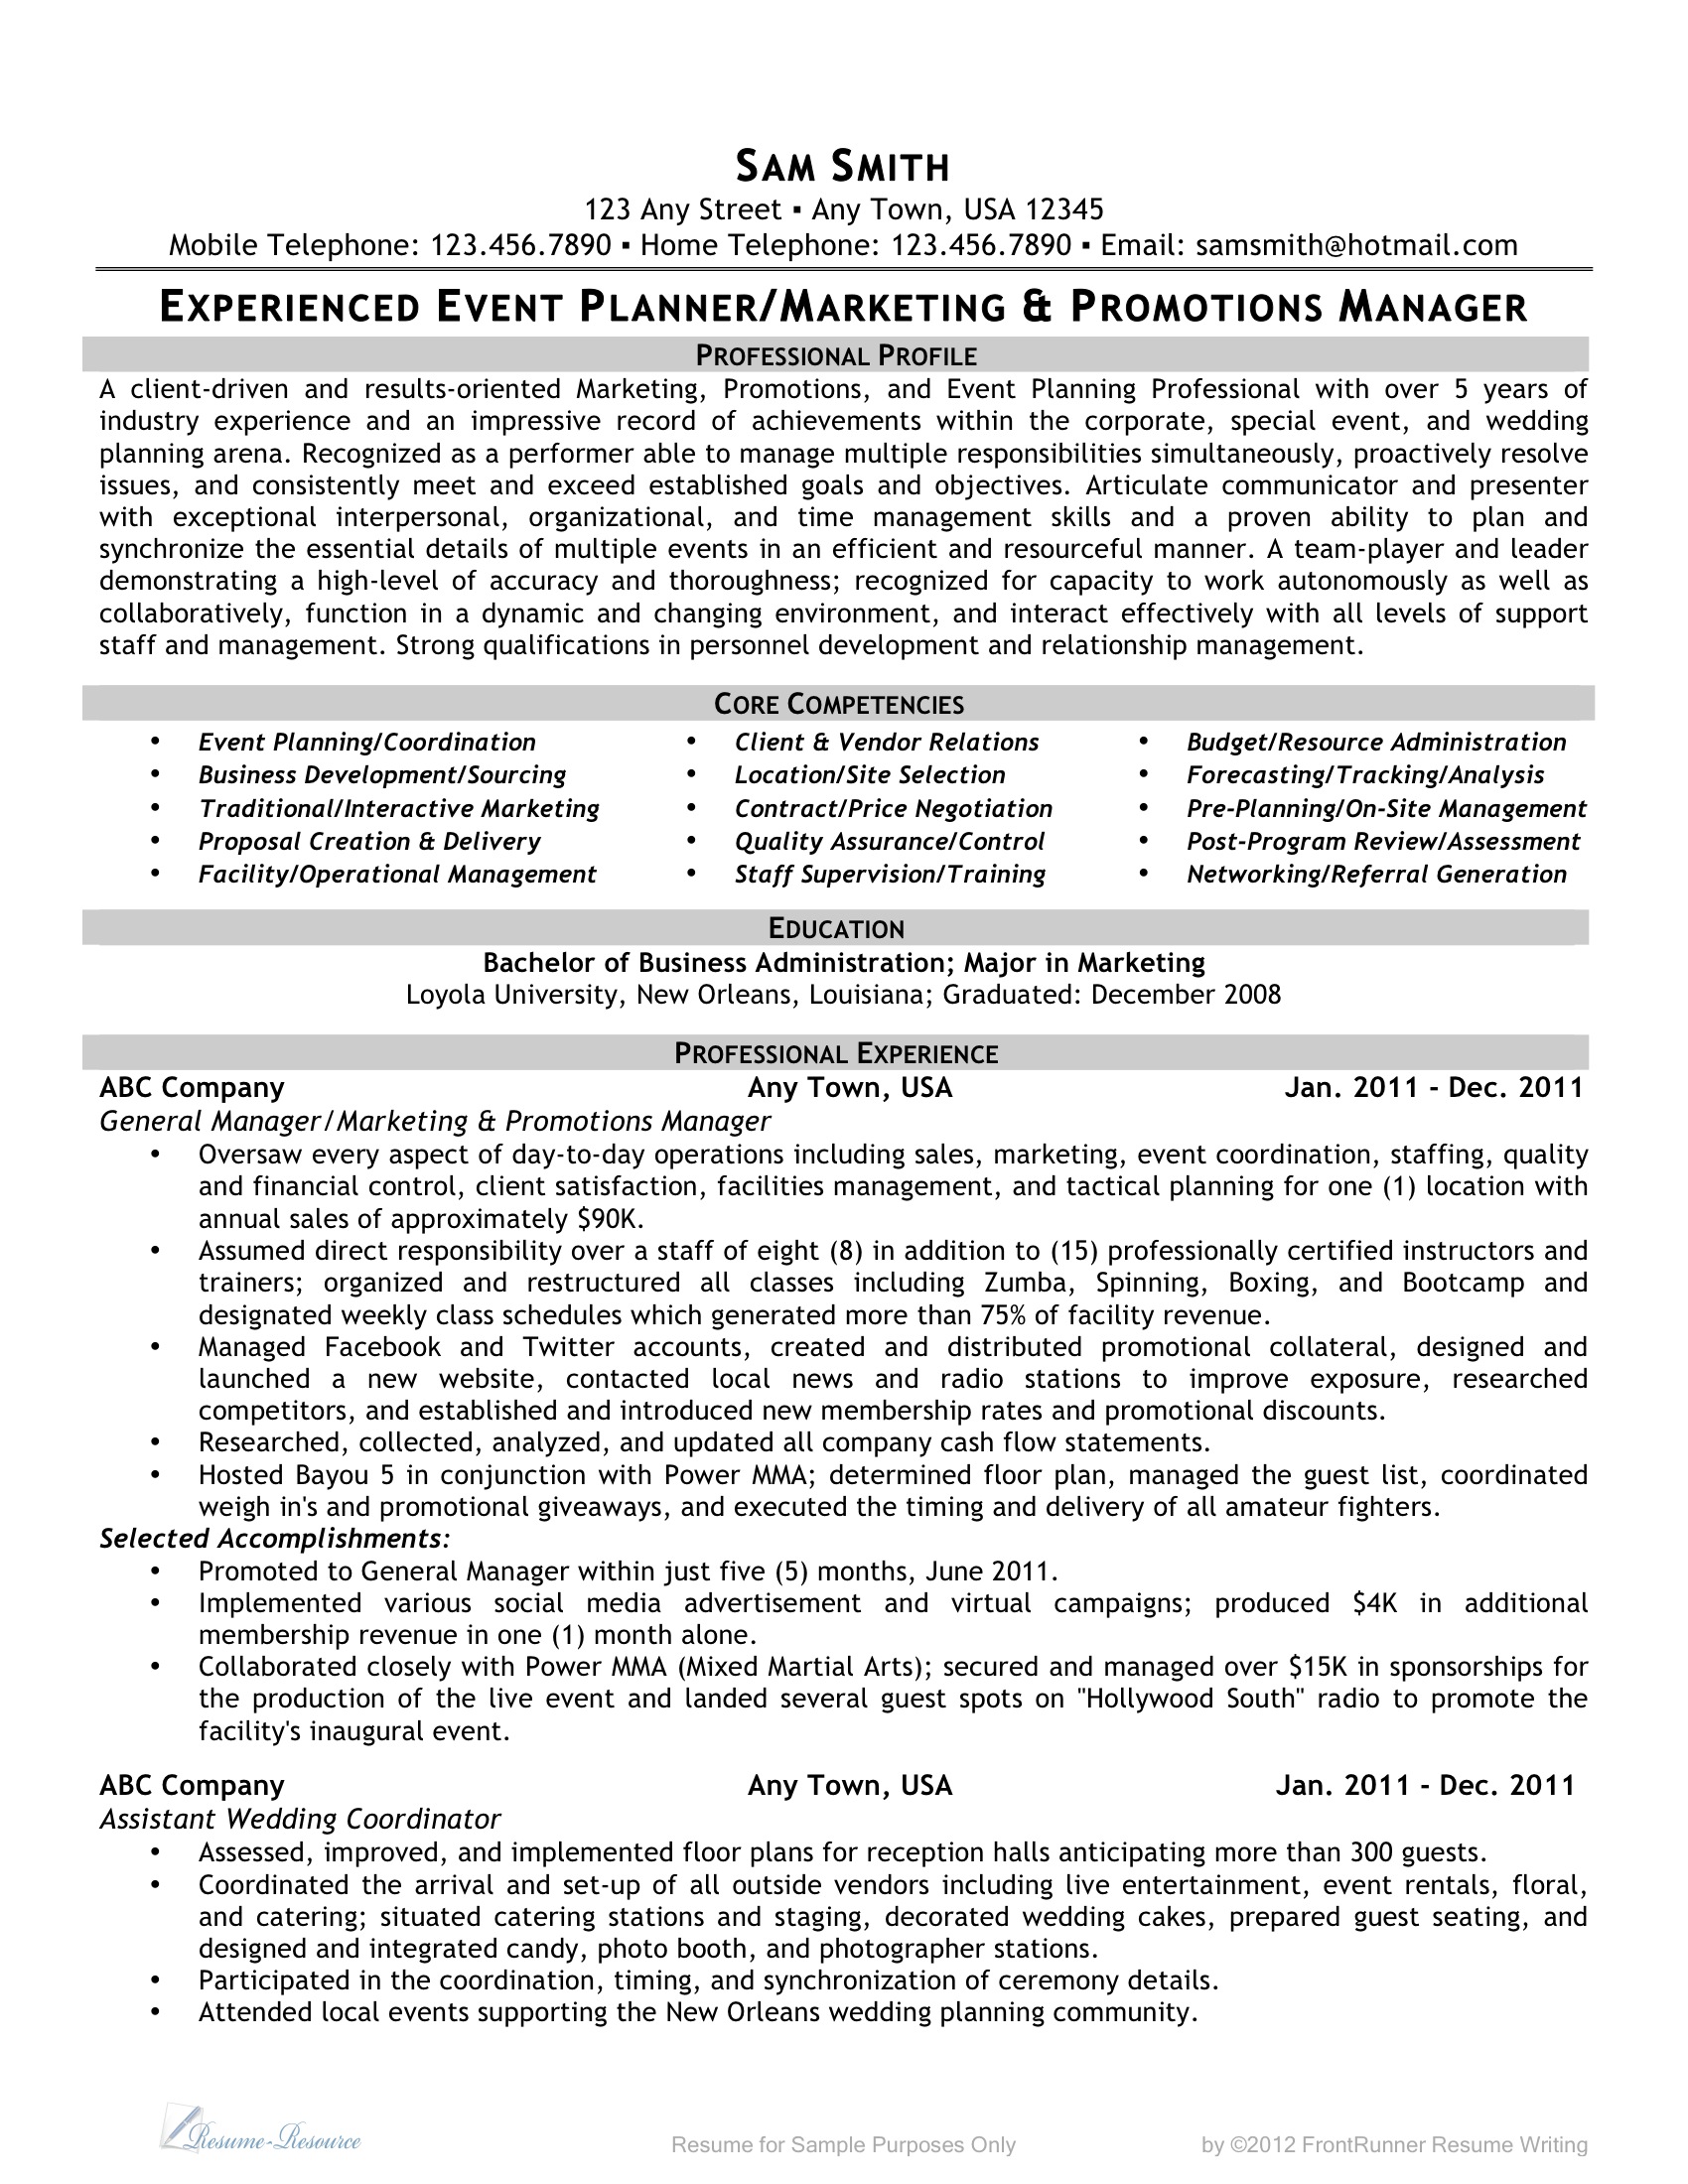 SAM SMITH
123 Any Street ▪ Any Town, USA 12345
Mobile Telephone: 123.456.7890 ▪ Home Telephone: 123.456.7890 ▪ Email: samsmith@hotmail.com
EXPERIENCED EVENT PLANNER/MARKETING & PROMOTIONS MANAGER
PROFESSIONAL PROFILE
A client-driven and results-oriented Marketing, Promotions, and Event Planning Professional with over 5 years of
industry experience and an impressive record of achievements within the corporate, special event, and wedding
planning arena. Recognized as a performer able to manage multiple responsibilities simultaneously, proactively resolve
issues, and consistently meet and exceed established goals and objectives. Articulate communicator and presenter
with exceptional interpersonal, organizational, and time management skills and a proven ability to plan and
synchronize the essential details of multiple events in an efficient and resourceful manner. A team-player and leader
demonstrating a high-level of accuracy and thoroughness; recognized for capacity to work autonomously as well as
collaboratively, function in a dynamic and changing environment, and interact effectively with all levels of support
staff and management. Strong qualifications in personnel development and relationship management.
CORE COMPETENCIES
• Event Planning/Coordination
• Business Development/Sourcing
• Traditional/Interactive Marketing
• Proposal Creation & Delivery
• Facility/Operational Management
• Client & Vendor Relations
• Location/Site Selection
• Contract/Price Negotiation
• Quality Assurance/Control
• Staff Supervision/Training
• Budget/Resource Administration
• Forecasting/Tracking/Analysis
• Pre-Planning/On-Site Management
• Post-Program Review/Assessment
• Networking/Referral Generation
EDUCATION
Bachelor of Business Administration; Major in Marketing
Loyola University, New Orleans, Louisiana; Graduated: December 2008
PROFESSIONAL EXPERIENCE
ABC Company Any Town, USA Jan. 2011 - Dec. 2011
General Manager/Marketing & Promotions Manager
• Oversaw every aspect of day-to-day operations including sales, marketing, event coordination, staffing, quality
and financial control, client satisfaction, facilities management, and tactical planning for one (1) location with
annual sales of approximately $90K.
• Assumed direct responsibility over a staff of eight (8) in addition to (15) professionally certified instructors and
trainers; organized and restructured all classes including Zumba, Spinning, Boxing, and Bootcamp and
designated weekly class schedules which generated more than 75% of facility revenue.
• Managed Facebook and Twitter accounts, created and distributed promotional collateral, designed and
launched a new website, contacted local news and radio stations to improve exposure, researched
competitors, and established and introduced new membership rates and promotional discounts.
• Researched, collected, analyzed, and updated all company cash flow statements.
• Hosted Bayou 5 in conjunction with Power MMA; determined floor plan, managed the guest list, coordinated
weigh in's and promotional giveaways, and executed the timing and delivery of all amateur fighters.
Selected Accomplishments:
• Promoted to General Manager within just five (5) months, June 2011.
• Implemented various social media advertisement and virtual campaigns; produced $4K in additional
membership revenue in one (1) month alone.
• Collaborated closely with Power MMA (Mixed Martial Arts); secured and managed over $15K in sponsorships for
the production of the live event and landed several guest spots on "Hollywood South" radio to promote the
facility's inaugural event.
ABC Company Any Town, USA Jan. 2011 - Dec. 2011
Assistant Wedding Coordinator
• Assessed, improved, and implemented floor plans for reception halls anticipating more than 300 guests.
• Coordinated the arrival and set-up of all outside vendors including live entertainment, event rentals, floral,
and catering; situated catering stations and staging, decorated wedding cakes, prepared guest seating, and
designed and integrated candy, photo booth, and photographer stations.
• Participated in the coordination, timing, and synchronization of ceremony details.
• Attended local events supporting the New Orleans wedding planning community.
Resume-Resource Resume for Sample Purposes Only by ©2012 FrontRunner Resume Writing